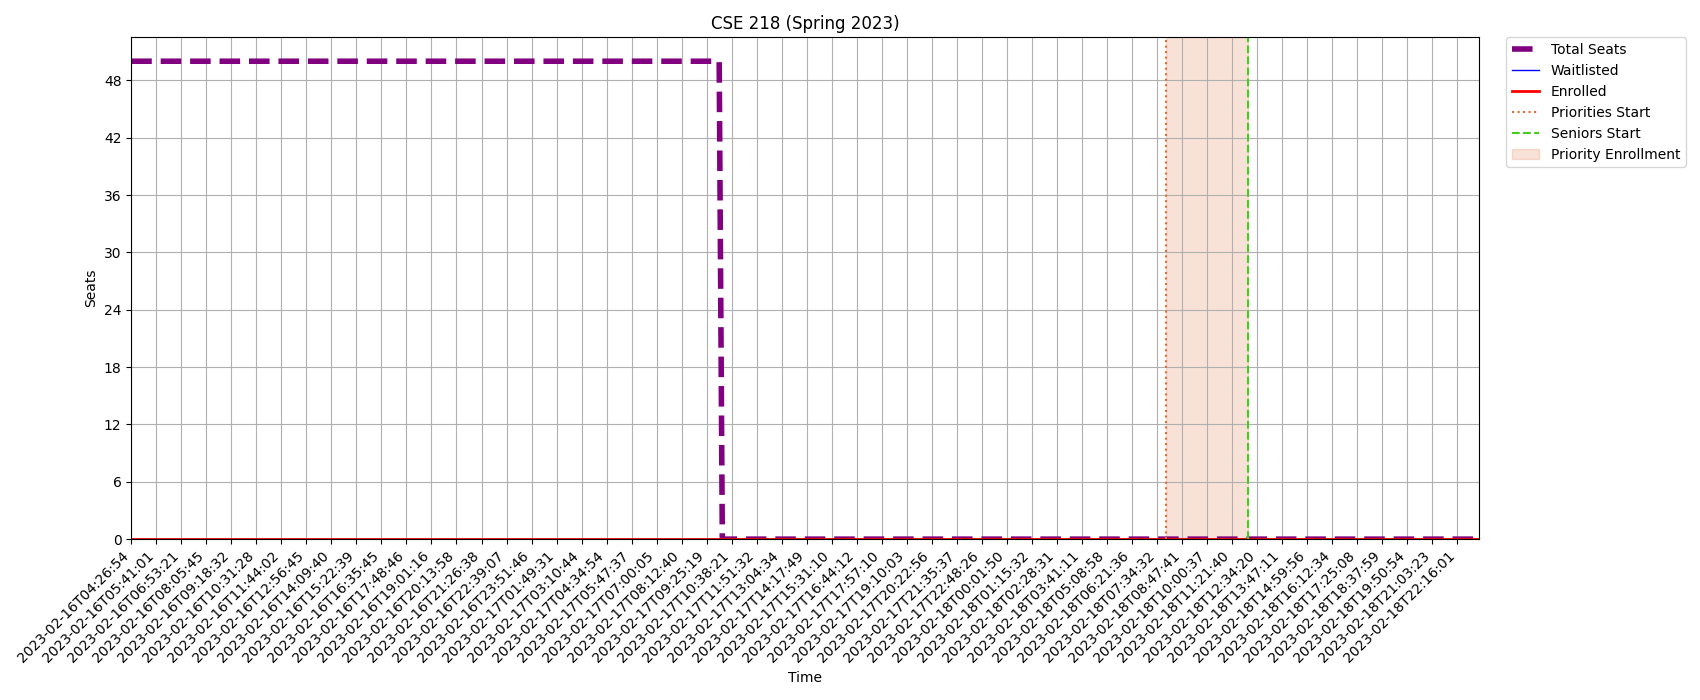 CSE 218 (Spring 2023)
Total Seats
Waitlisted
Enrolled
Priorities Start
Seniors Start
Priority Enrollment
Seats
48
42
36
30
24
18
12
6
0
2023-02-16T04:26:54
2023-02-16T05:41:01
2023-02-16T06:53:21
2023-02-16T08:05:45
2023-02-16T09:18:32
2023-02-16T10:31:28
2023-02-16T11:44:02
2023-02-16T12:56:45
2023-02-16T14:09:40
2023-02-16T15:22:39
2023-02-16T16:35:45
2023-02-16T17:48:46
2023-02-16T19:01:16
2023-02-16T20:13:58
2023-02-16T21:26:38
2023-02-16T22:39:07
2023-02-16T23:51:46
2023-02-17T01:49:31
2023-02-17T03:10:44
2023-02-17T04:34:54
2023-02-17T05:47:37
2023-02-17T07:00:05
2023-02-17T08:12:40
2023-02-17T09:25:19
2023-02-17T10:38:21
2023-02-17T11:51:32
2023-02-17T13:04:34
2023-02-17T14:17:49
2023-02-17T15:31:10
2023-02-17T16:44:12
2023-02-17T17:57:10
2023-02-17T19:10:03
2023-02-17T20:22:56
2023-02-17T21:35:37
2023-02-17T22:48:26
2023-02-18T00:01:50
2023-02-18T01:15:32
2023-02-18T02:28:31
2023-02-18T03:41:11
2023-02-18T05:08:58
2023-02-18T06:21:36
2023-02-18T07:34:32
2023-02-18T08:47:41
2023-02-18T10:00:37
2023-02-18T11:21:40
2023-02-18T12:34:20
2023-02-18T13:47:11
2023-02-18T14:59:56
2023-02-18T16:12:34
2023-02-18T17:25:08
2023-02-18T18:37:59
2023-02-18T19:50:54
2023-02-18T21:03:23
2023-02-18T22:16:01
Time